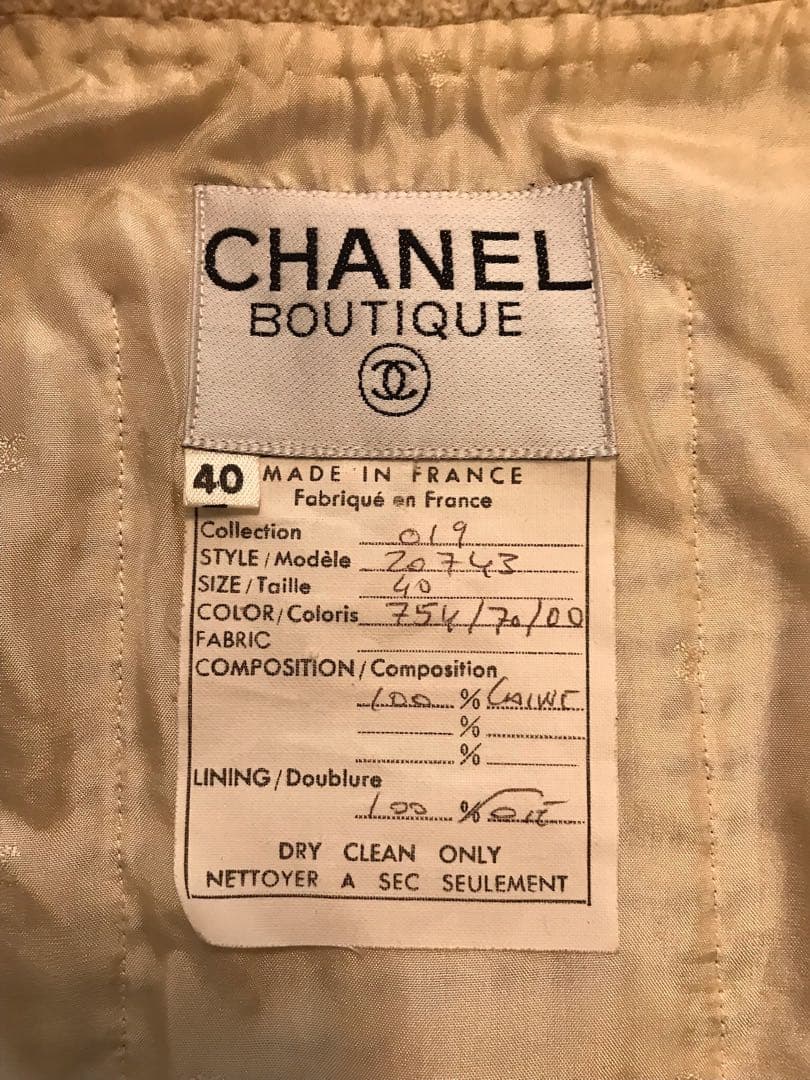 CHANEL
BOUTIQUE
40 MADE IN FRANCE
Fabriqué en France
Collection 019
STYLE/Modèle 20743
SIZE/Taille 40
COLOR/Coloris 754/70/00
FABRIC
COMPOSITION/Composition
100 % LAINE
%
%
LINING/Doublure
100 % SOIE
DRY CLEAN ONLY
NETTOYER A SEC SEULEMENT